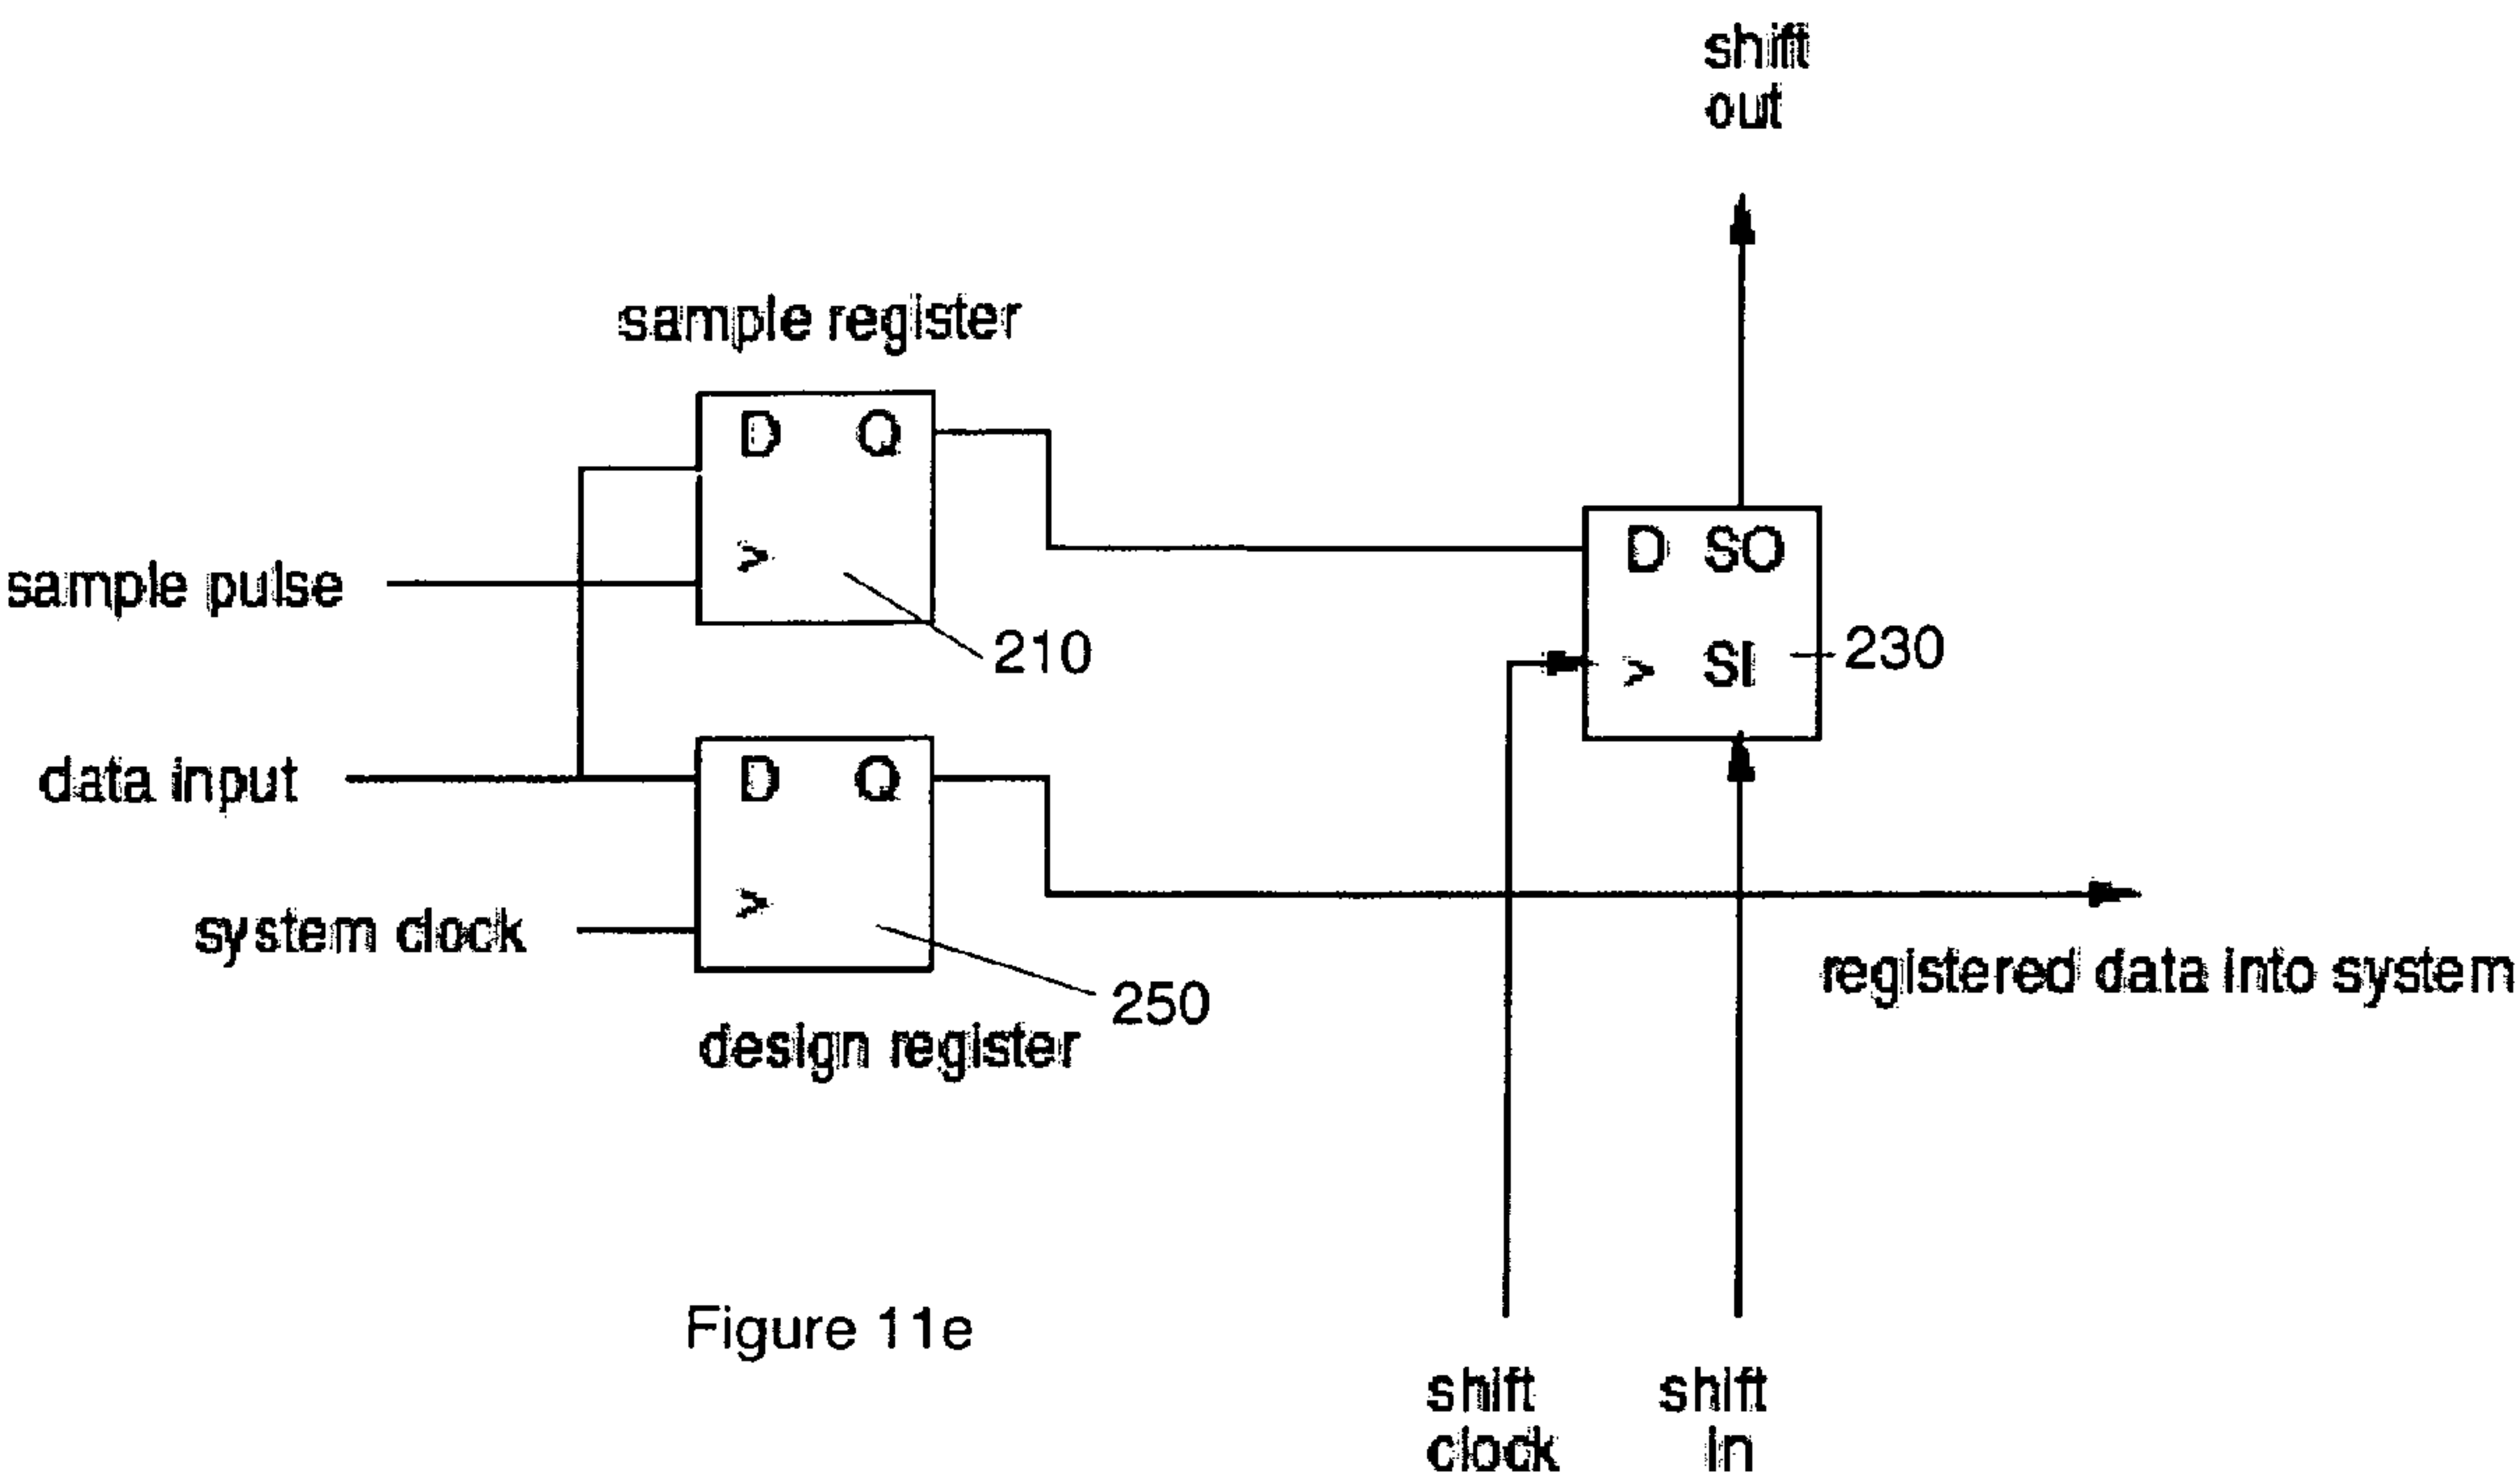 shift
out
sample register
D Q
>
sample pulse
210
D SO
> SI
230
data input
D Q
>
system clock
250
design register
registered data into system
Figure 11e
shift
clock
shift
in